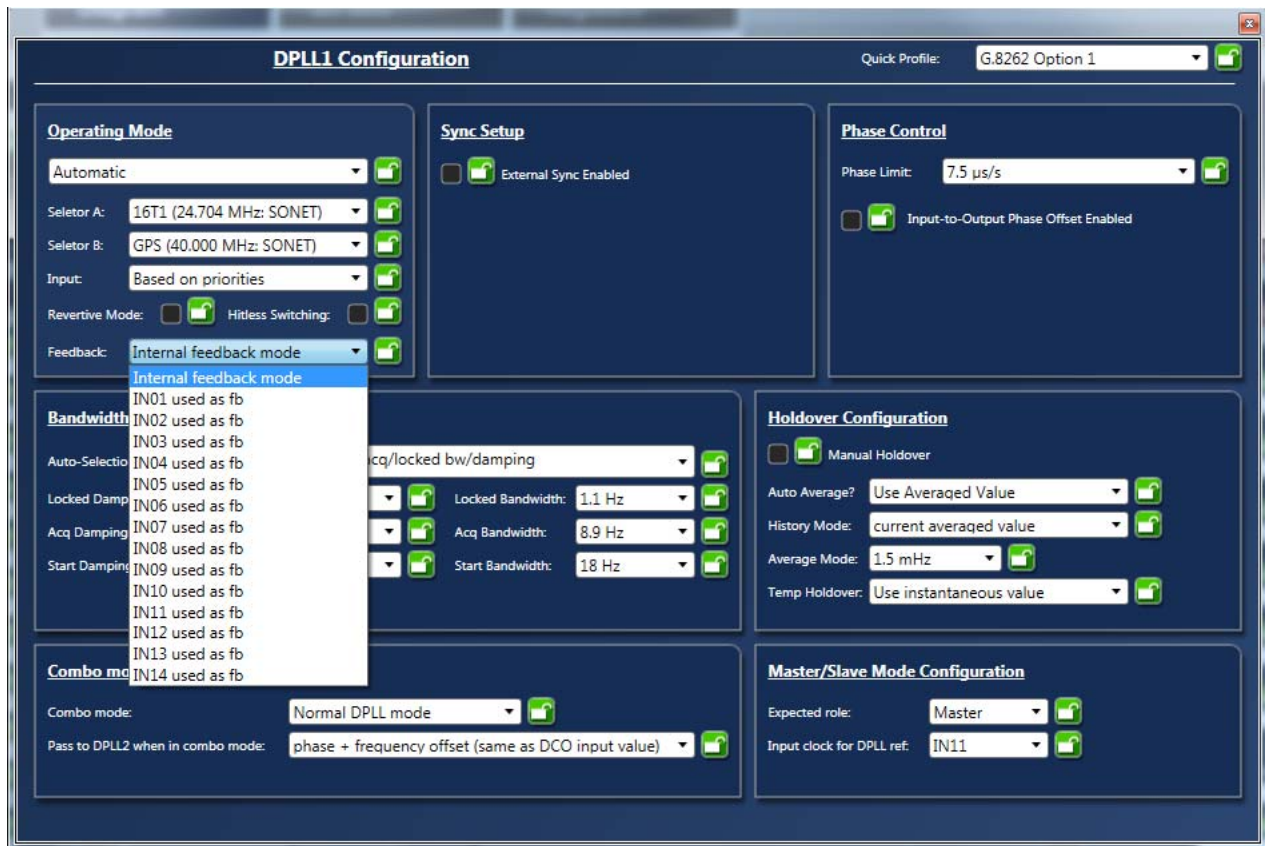 DPLL1 Configuration
Quick Profile: G.8262 Option 1
Operating Mode
Automatic
Seletor A: 16T1 (24.704 MHz: SONET)
Seletor B: GPS (40.000 MHz: SONET)
Input: Based on priorities
Revertive Mode: Hitless Switching:
Feedback: Internal feedback mode
Internal feedback mode
IN01 used as fb
IN02 used as fb
IN03 used as fb
IN04 used as fb
IN05 used as fb
IN06 used as fb
IN07 used as fb
IN08 used as fb
IN09 used as fb
IN10 used as fb
IN11 used as fb
IN12 used as fb
IN13 used as fb
IN14 used as fb
Sync Setup
External Sync Enabled
Phase Control
Phase Limit: 7.5 µs/s
Input-to-Output Phase Offset Enabled
Bandwidth
Auto-Selectio cq/locked bw/damping
Locked Damp Locked Bandwidth: 1.1 Hz
Acq Damping Acq Bandwidth: 8.9 Hz
Start Damping Start Bandwidth: 18 Hz
Holdover Configuration
Manual Holdover
Auto Average? Use Averaged Value
History Mode: current averaged value
Average Mode: 1.5 mHz
Temp Holdover: Use instantaneous value
Combo mo
Combo mode: Normal DPLL mode
Pass to DPLL2 when in combo mode: phase + frequency offset (same as DCO input value)
Master/Slave Mode Configuration
Expected role: Master
Input clock for DPLL ref: IN11